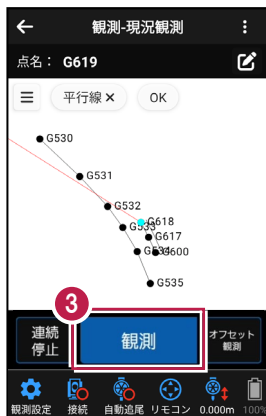 観測-現況観測
点名： G619
平行線 ×
OK
G530
G531
G532
G618
G533
G617
G534
G600
G535
3
連続
停止
観測
オフセット
観測
観測設定
接続
自動追尾
リモコン
0.000m
100%